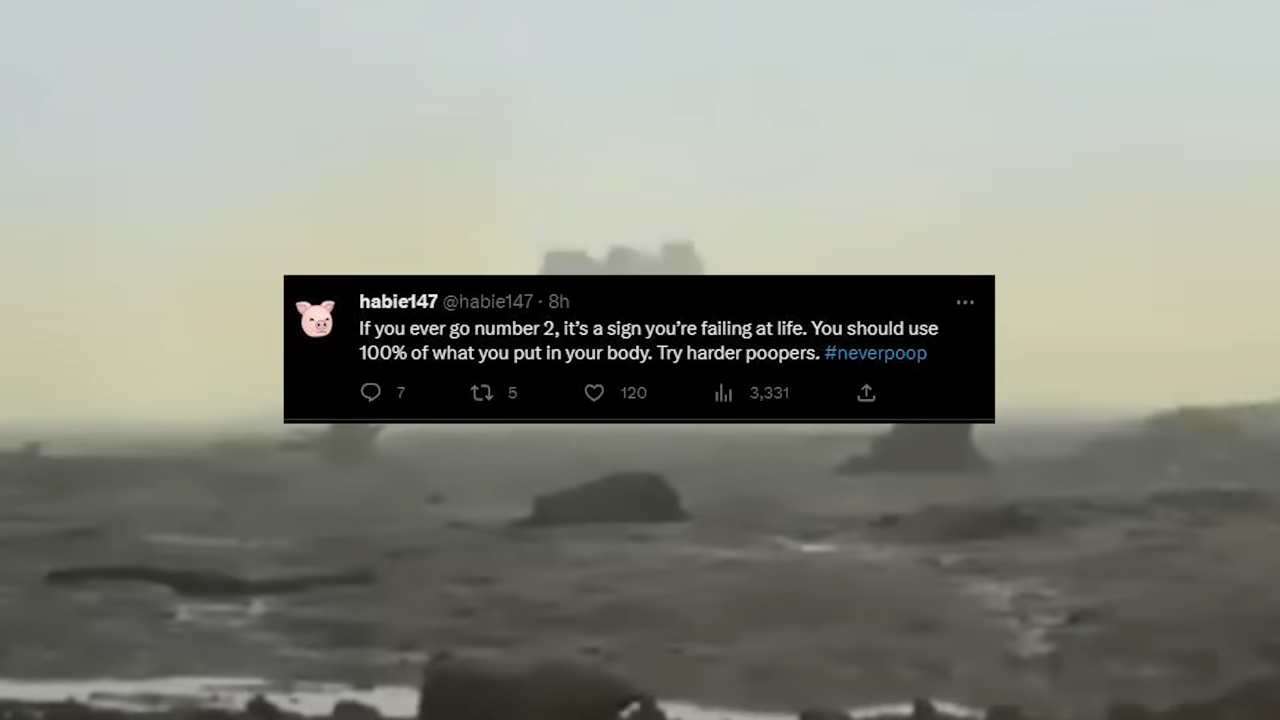 habie147 @habie147 · 8h
If you ever go number 2, it’s a sign you’re failing at life. You should use
100% of what you put in your body. Try harder poopers. #neverpoop
7 5 120 3,331